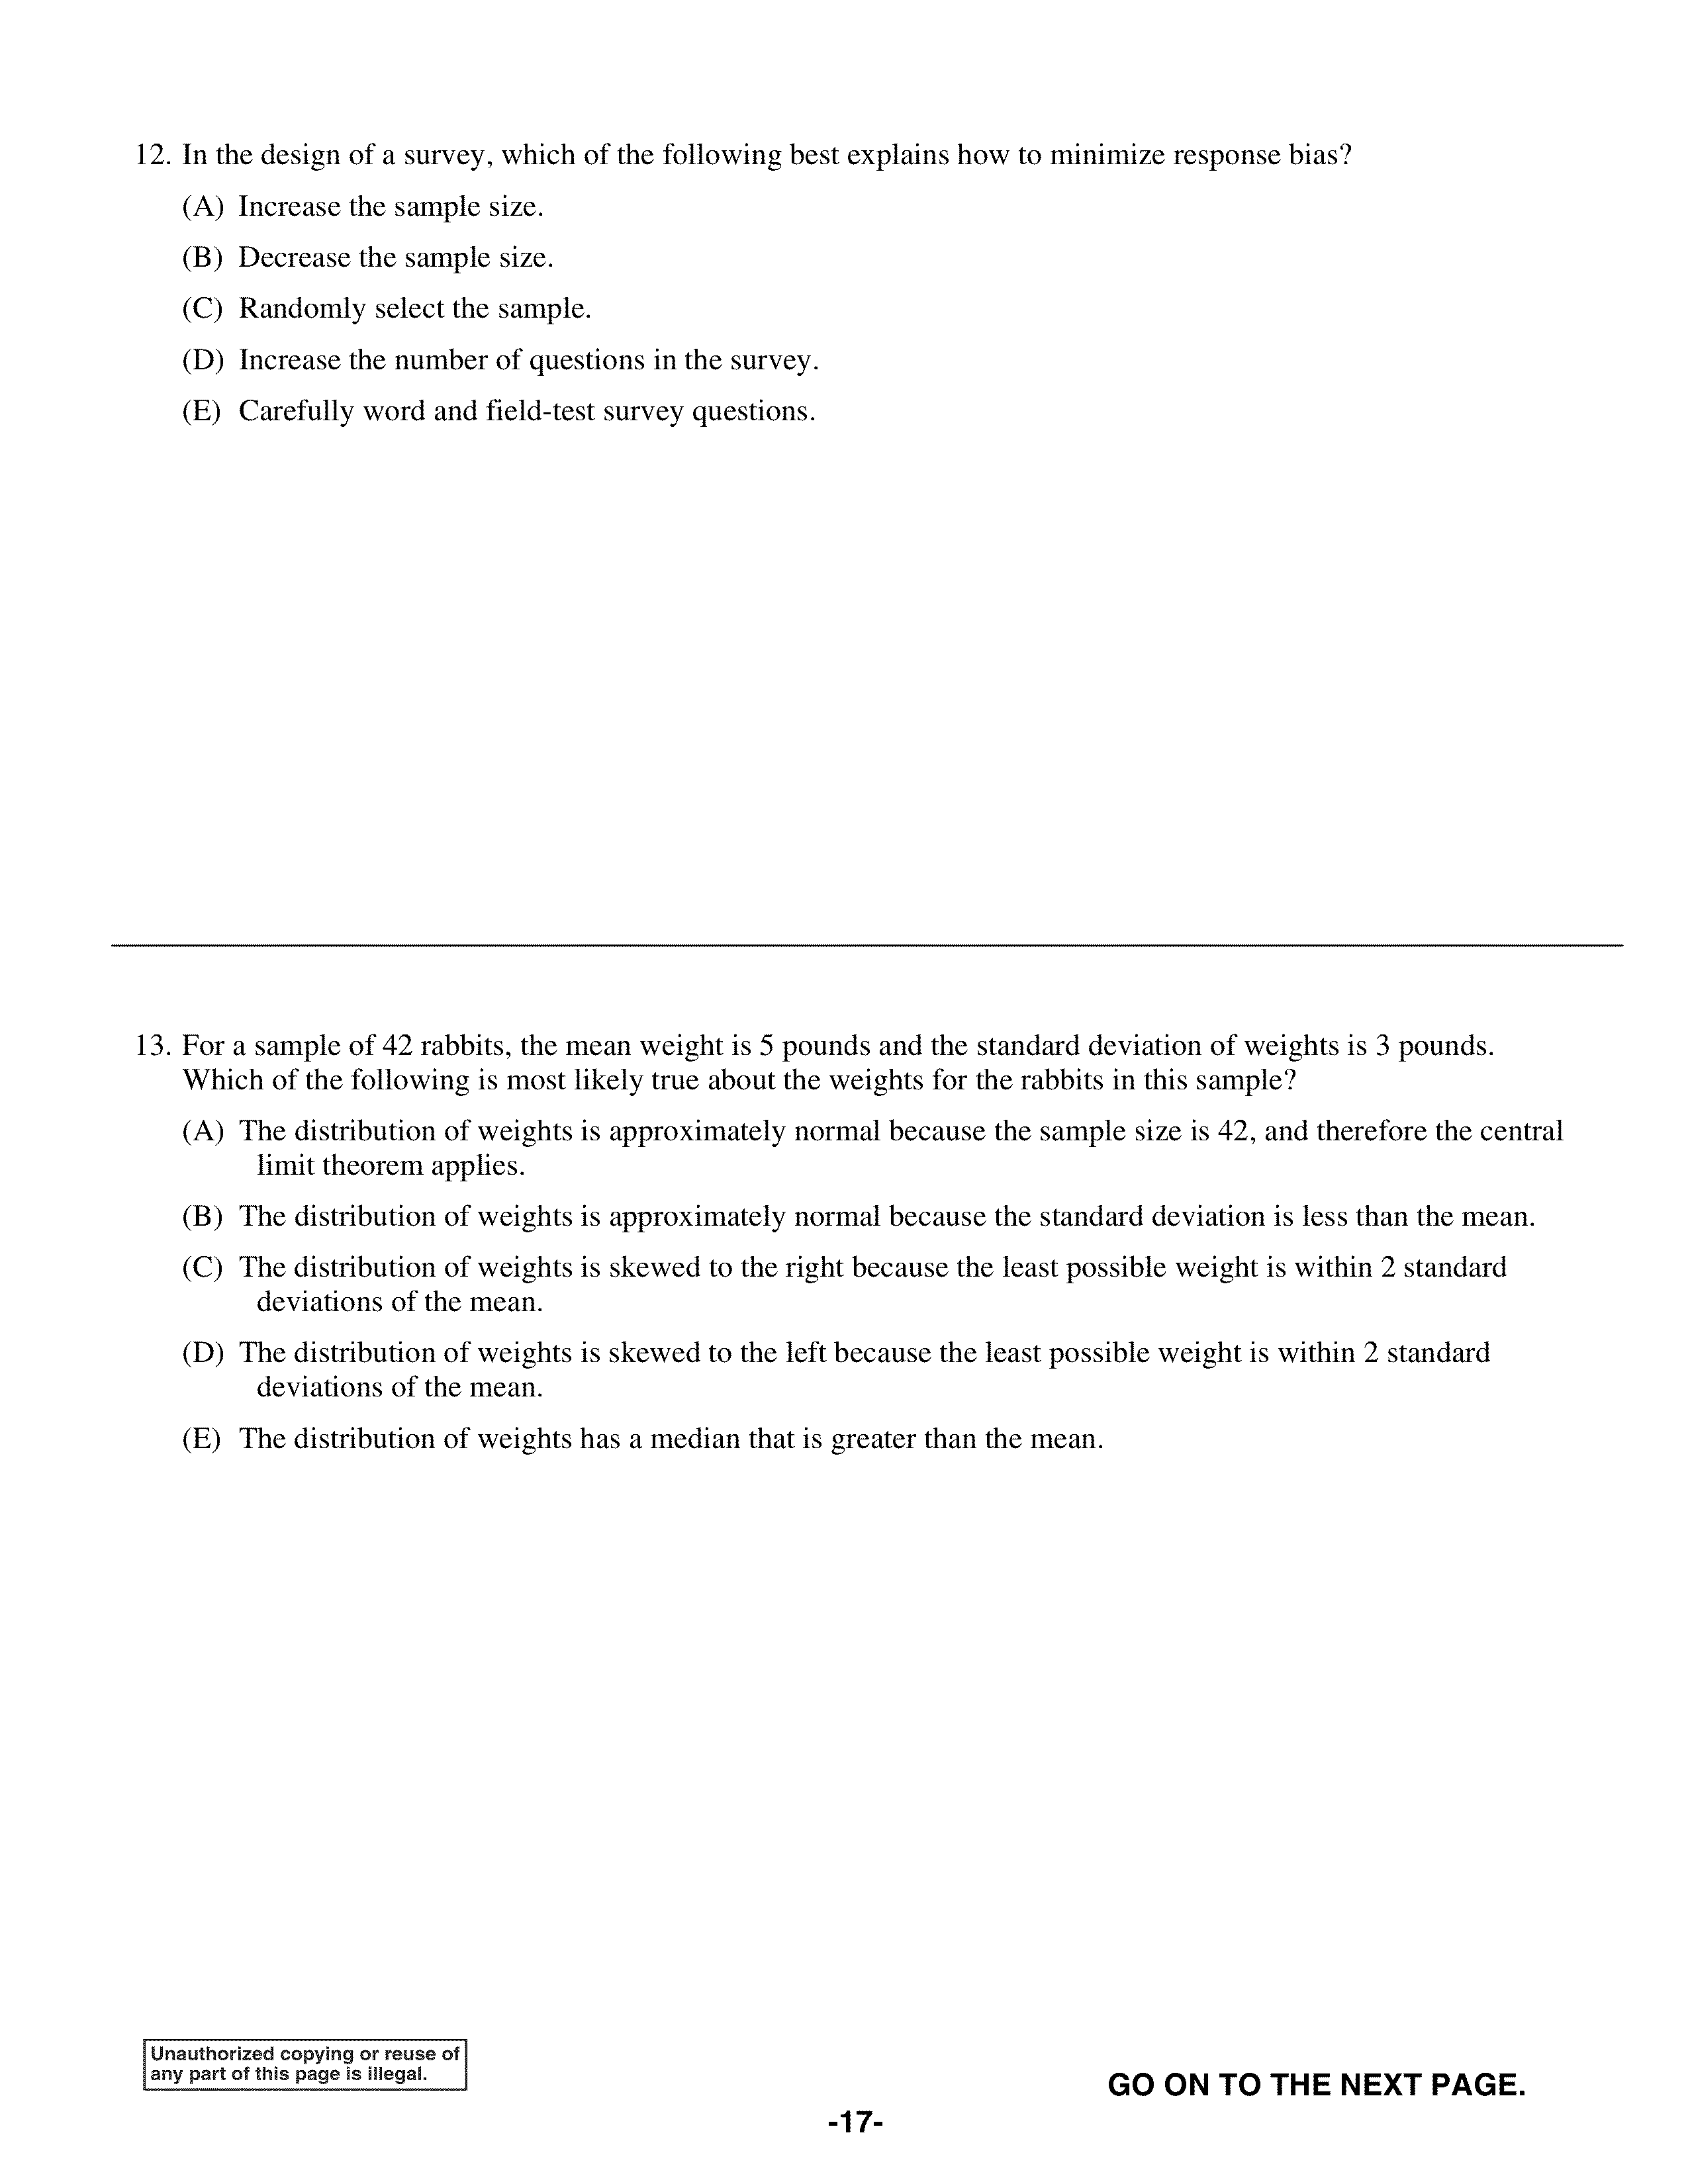 12. In the design of a survey, which of the following best explains how to minimize response bias?
(A) Increase the sample size.
(B) Decrease the sample size.
(C) Randomly select the sample.
(D) Increase the number of questions in the survey.
(E) Carefully word and field-test survey questions.
13. For a sample of 42 rabbits, the mean weight is 5 pounds and the standard deviation of weights is 3 pounds.
Which of the following is most likely true about the weights for the rabbits in this sample?
(A) The distribution of weights is approximately normal because the sample size is 42, and therefore the central
limit theorem applies.
(B) The distribution of weights is approximately normal because the standard deviation is less than the mean.
(C) The distribution of weights is skewed to the right because the least possible weight is within 2 standard
deviations of the mean.
(D) The distribution of weights is skewed to the left because the least possible weight is within 2 standard
deviations of the mean.
(E) The distribution of weights has a median that is greater than the mean.
Unauthorized copying or reuse of
any part of this page is illegal.
GO ON TO THE NEXT PAGE.
-17-